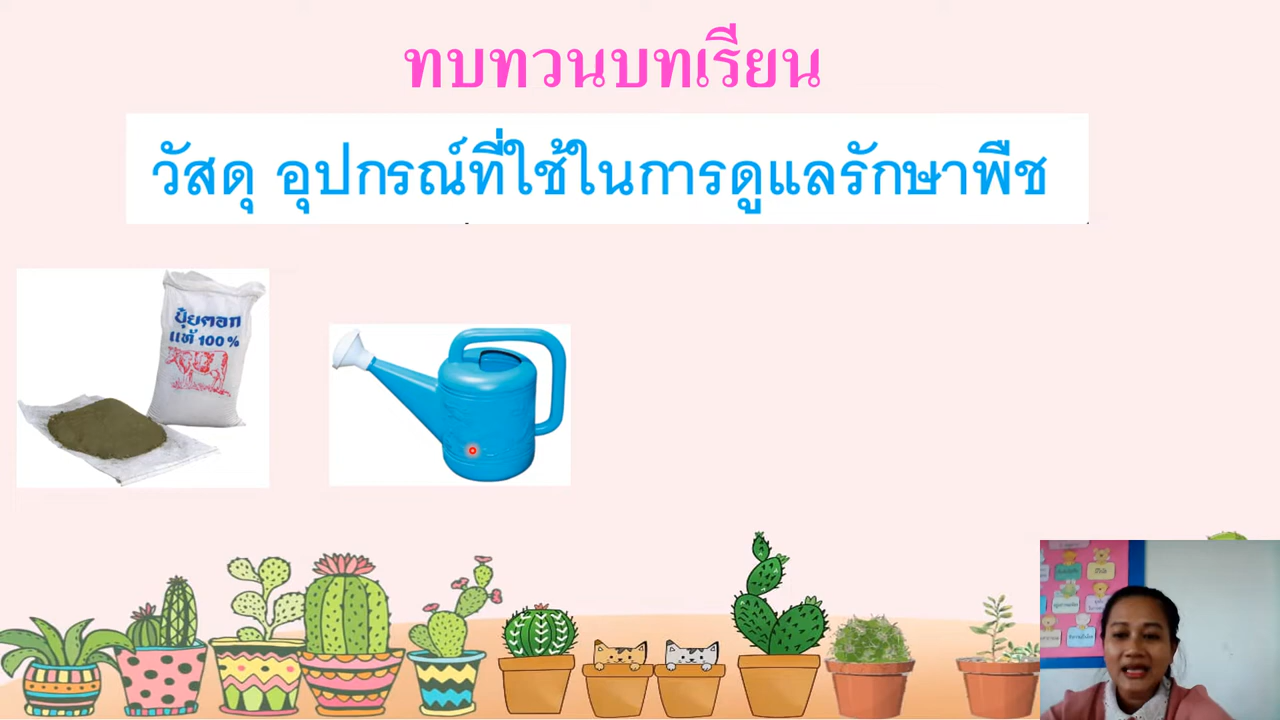 ทบทวนบทเรียน
วัสดุ อุปกรณ์ที่ใช้ในการดูแลรักษาพืช
ปุ๋ยคอก
แท้ 100%